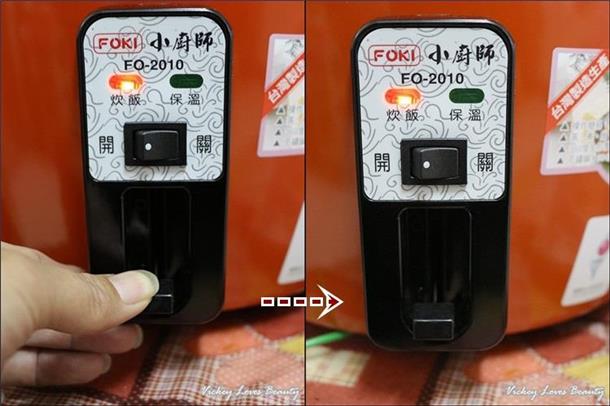 FOKI 小廚師
FO-2010
炊飯 保溫
開 關
台灣製造生產
Vickey Loves Beauty
FOKI 小廚師
FO-2010
炊飯 保溫
開 關
台灣製造生產
Vickey Loves Beauty